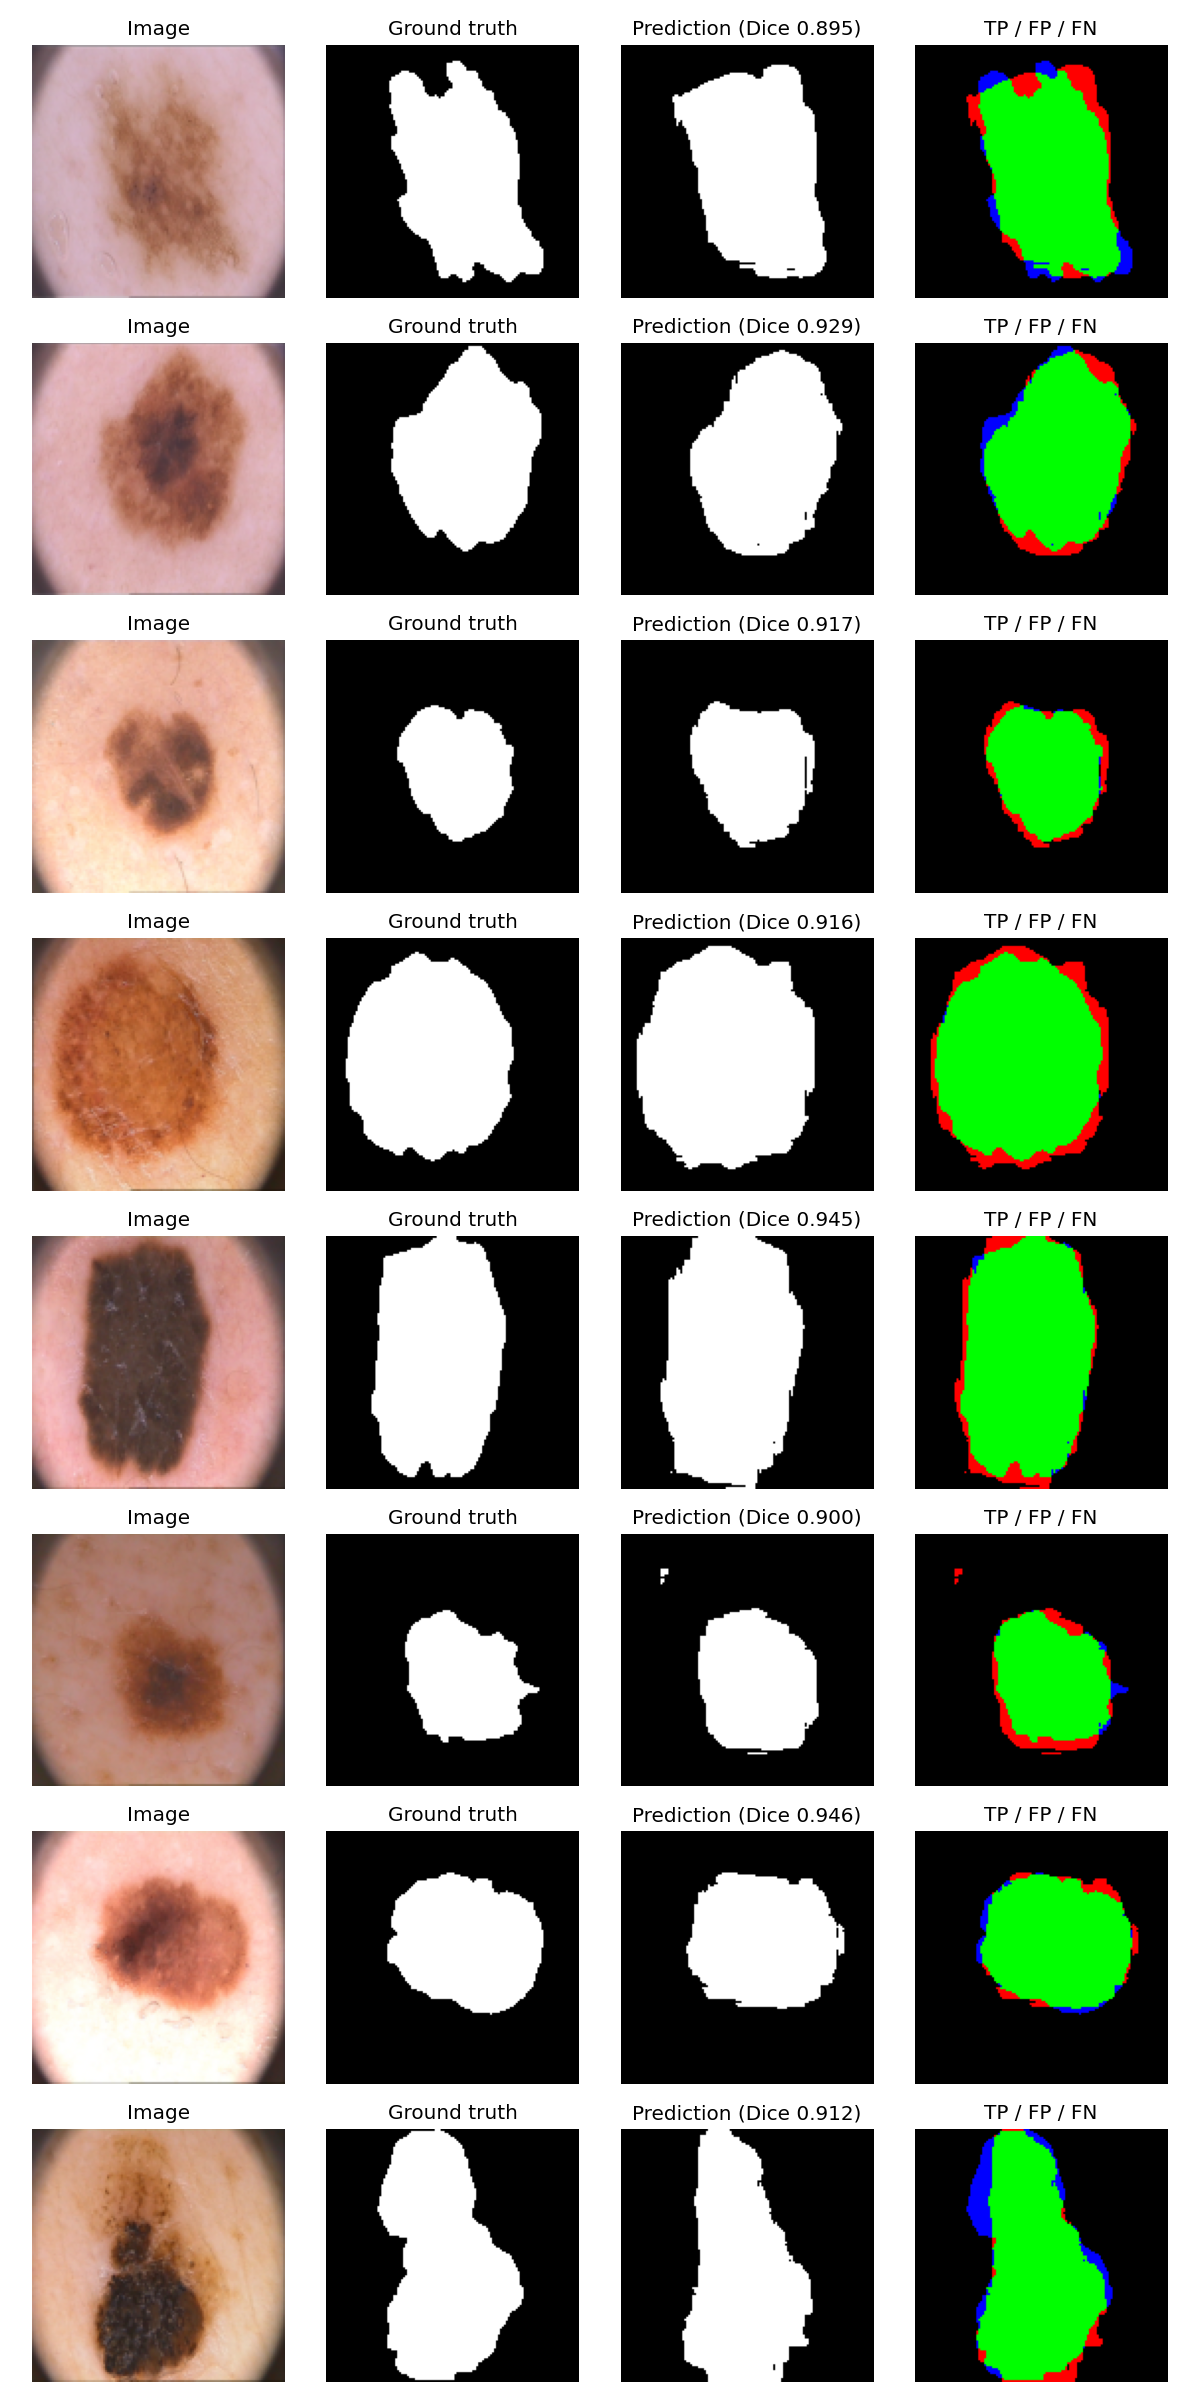 Image Ground truth Prediction (Dice 0.895) TP / FP / FN
Image Ground truth Prediction (Dice 0.929) TP / FP / FN
Image Ground truth Prediction (Dice 0.917) TP / FP / FN
Image Ground truth Prediction (Dice 0.916) TP / FP / FN
Image Ground truth Prediction (Dice 0.945) TP / FP / FN
Image Ground truth Prediction (Dice 0.900) TP / FP / FN
Image Ground truth Prediction (Dice 0.946) TP / FP / FN
Image Ground truth Prediction (Dice 0.912) TP / FP / FN